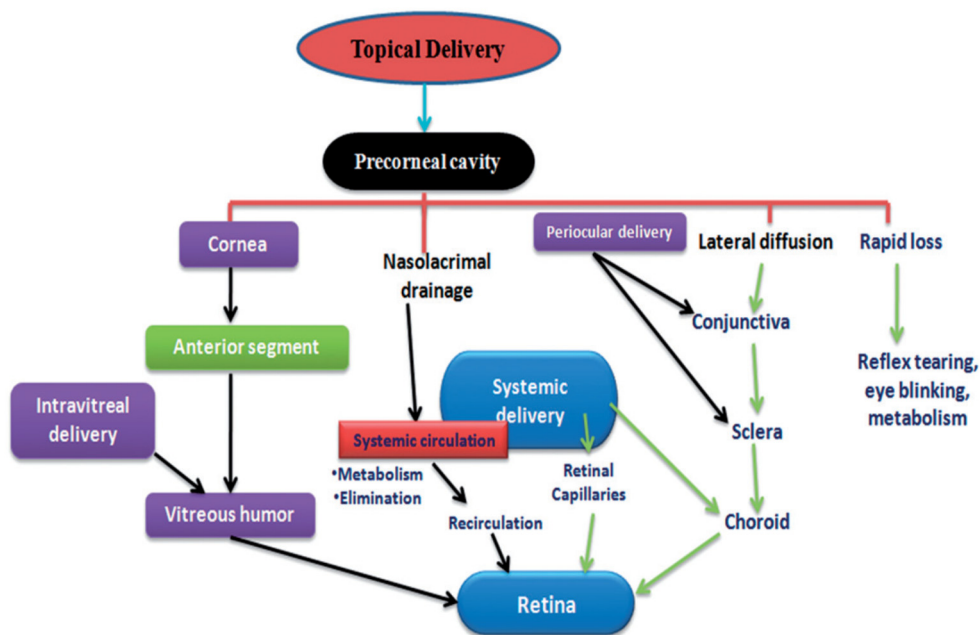 Topical Delivery
Precorneal cavity
Cornea
Nasolacrimal
drainage
Periocular delivery
Lateral diffusion
Rapid loss
Anterior segment
Conjunctiva
Reflex tearing,
eye blinking,
metabolism
Intravitreal
delivery
Systemic
delivery
Systemic circulation
•Metabolism
•Elimination
Sclera
Retinal
Capillaries
Vitreous humor
Recirculation
Choroid
Retina